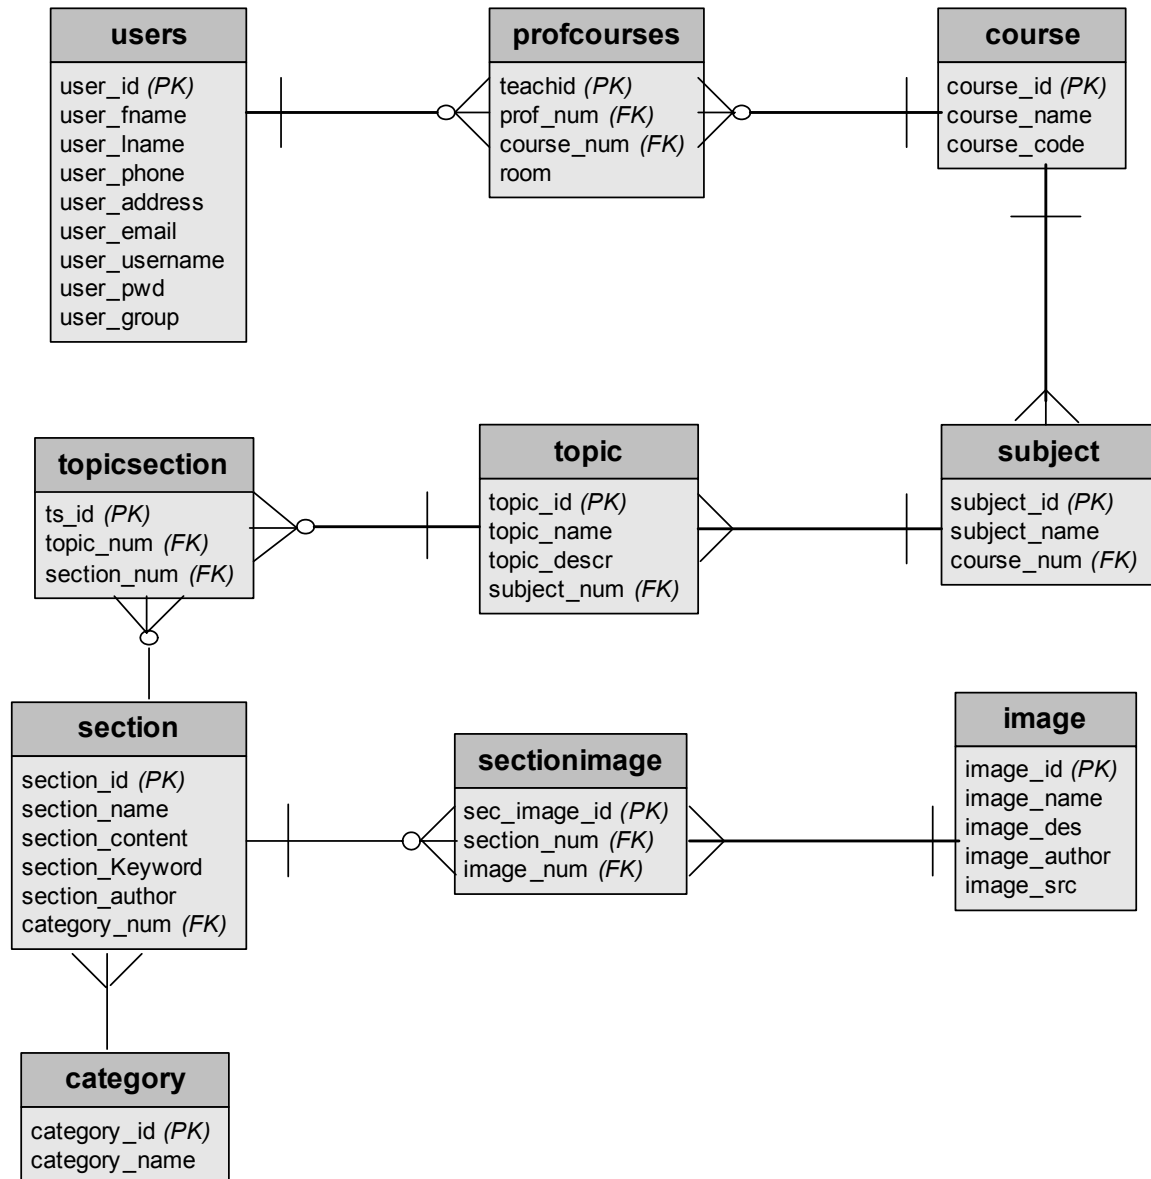 users
user_id (PK)
user_fname
user_lname
user_phone
user_address
user_email
user_username
user_pwd
user_group
profcourses
teachid (PK)
prof_num (FK)
course_num (FK)
room
course
course_id (PK)
course_name
course_code
topicsection
ts_id (PK)
topic_num (FK)
section_num (FK)
topic
topic_id (PK)
topic_name
topic_descr
subject_num (FK)
subject
subject_id (PK)
subject_name
course_num (FK)
section
section_id (PK)
section_name
section_content
section_Keyword
section_author
category_num (FK)
sectionimage
sec_image_id (PK)
section_num (FK)
image_num (FK)
image
image_id (PK)
image_name
image_des
image_author
image_src
category
category_id (PK)
category_name